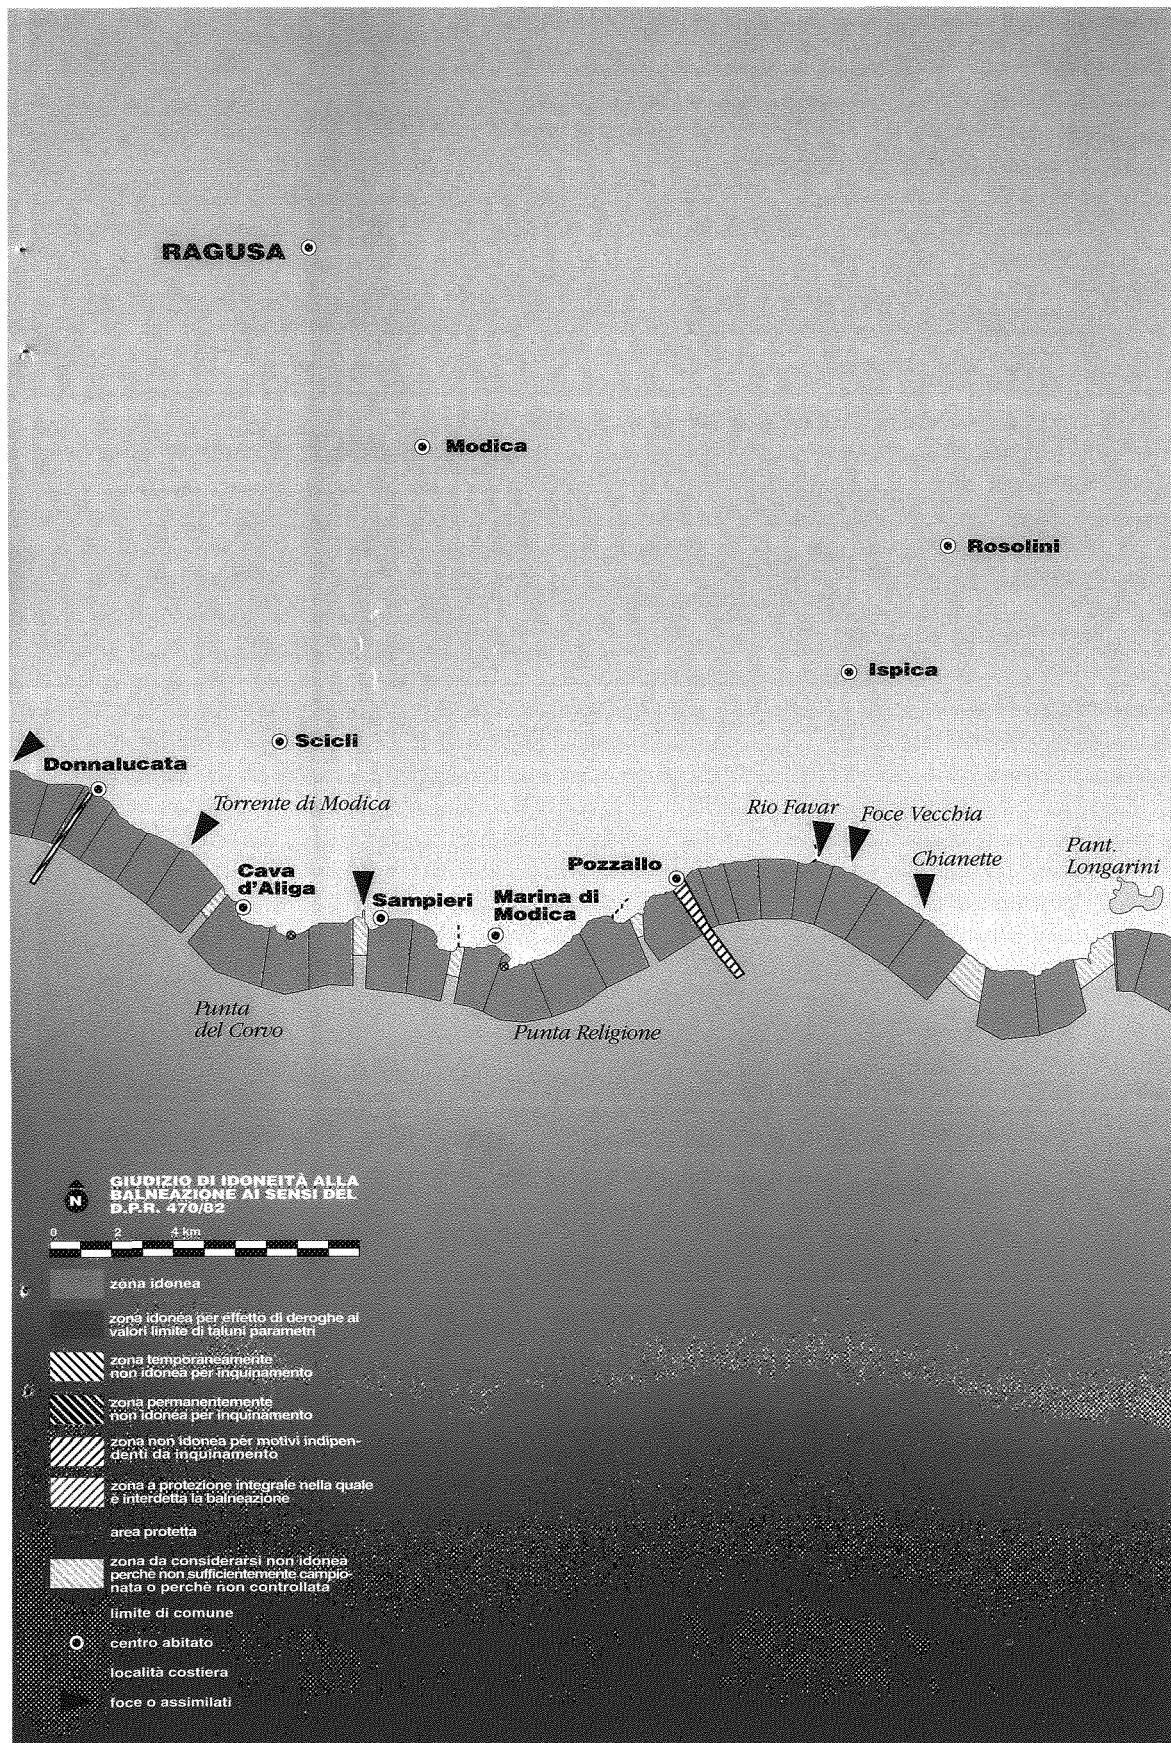 RAGUSA
Modica
Rosolini
Ispica
Scicli
Donnalucata
Torrente di Modica
Rio Favar
Foce Vecchia
Pant.
Longarini
Chianette
Pozzallo
Cava
d'Aliga
Sampieri
Marina di
Modica
Punta
del Corvo
Punta Religione
N
GIUDIZIO DI IDONEITÀ ALLA
BALNEAZIONE AI SENSI DEL
D.P.R. 470/82
0 2 4 km
zona idonea
zona idonea per effetto di deroghe ai
valori limite di taluni parametri
zona temporaneamente
non idonea per inquinamento
zona permanentemente
non idonea per inquinamento
zona non idonea per motivi indipen-
denti da inquinamento
zona a protezione integrale nella quale
è interdetta la balneazione
area protetta
zona da considerarsi non idonea
perchè non sufficientemente campio-
nata o perchè non controllata
limite di comune
centro abitato
località costiera
foce o assimilati